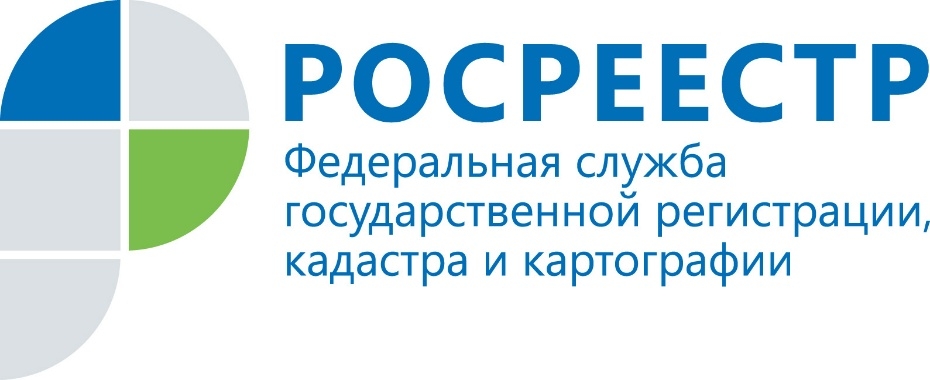 РОСРЕЕСТР
Федеральная служба
государственной регистрации,
кадастра и картографии